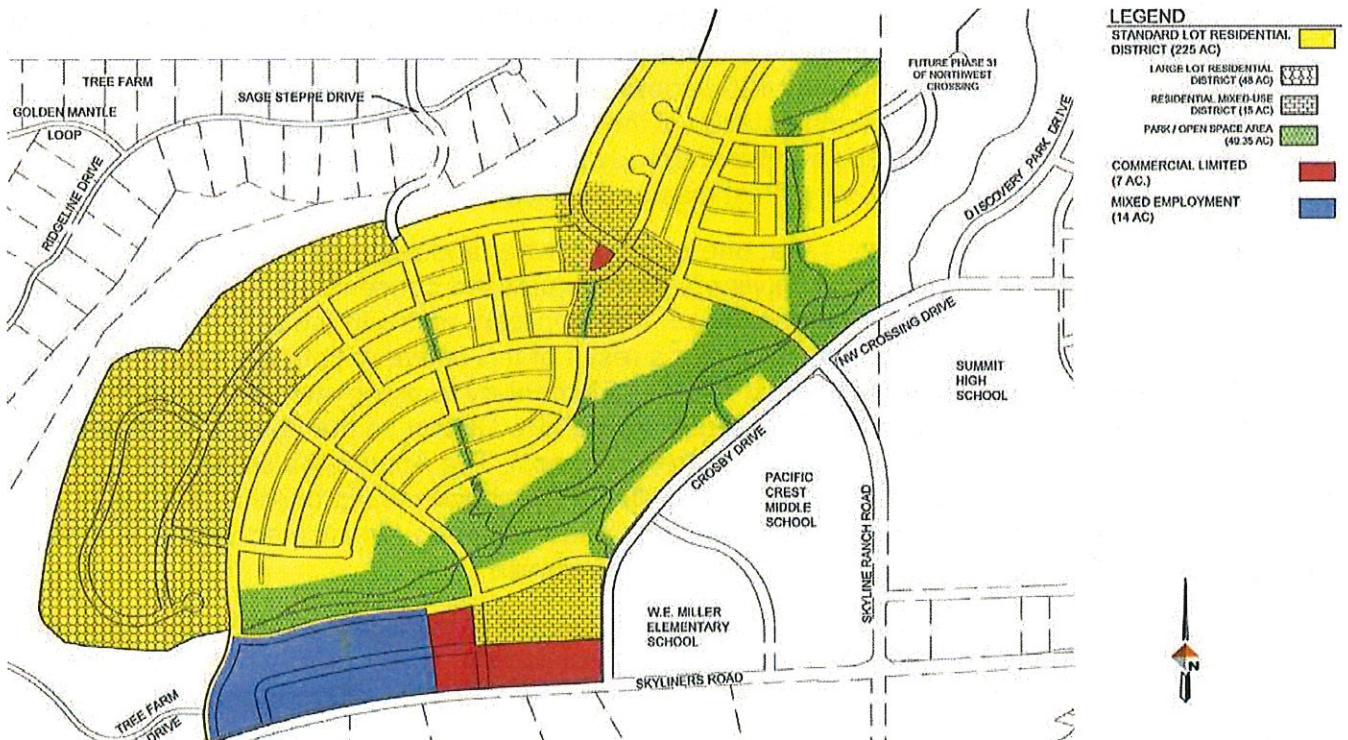 TREE FARM
GOLDEN MANTLE
LOOP
SAGE STEPPE DRIVE
RIDGELINE DRIVE
FUTURE PHASE 31
OF NORTHWEST
CROSSING
DISCOVERY PARK DRIVE
NW CROSSING DRIVE
SUMMIT
HIGH
SCHOOL
CROSBY DRIVE
PACIFIC
CREST
MIDDLE
SCHOOL
SKYLINE RANCH ROAD
W.E. MILLER
ELEMENTARY
SCHOOL
SKYLINERS ROAD
TREE FARM
DRIVE
LEGEND
STANDARD LOT RESIDENTIAL
DISTRICT (225 AC)
LARGE LOT RESIDENTIAL
DISTRICT (48 AC)
RESIDENTIAL MIXED-USE
DISTRICT (15 AC)
PARK / OPEN SPACE AREA
(40.35 AC)
COMMERCIAL LIMITED
(7 AC.)
MIXED EMPLOYMENT
(14 AC)
N